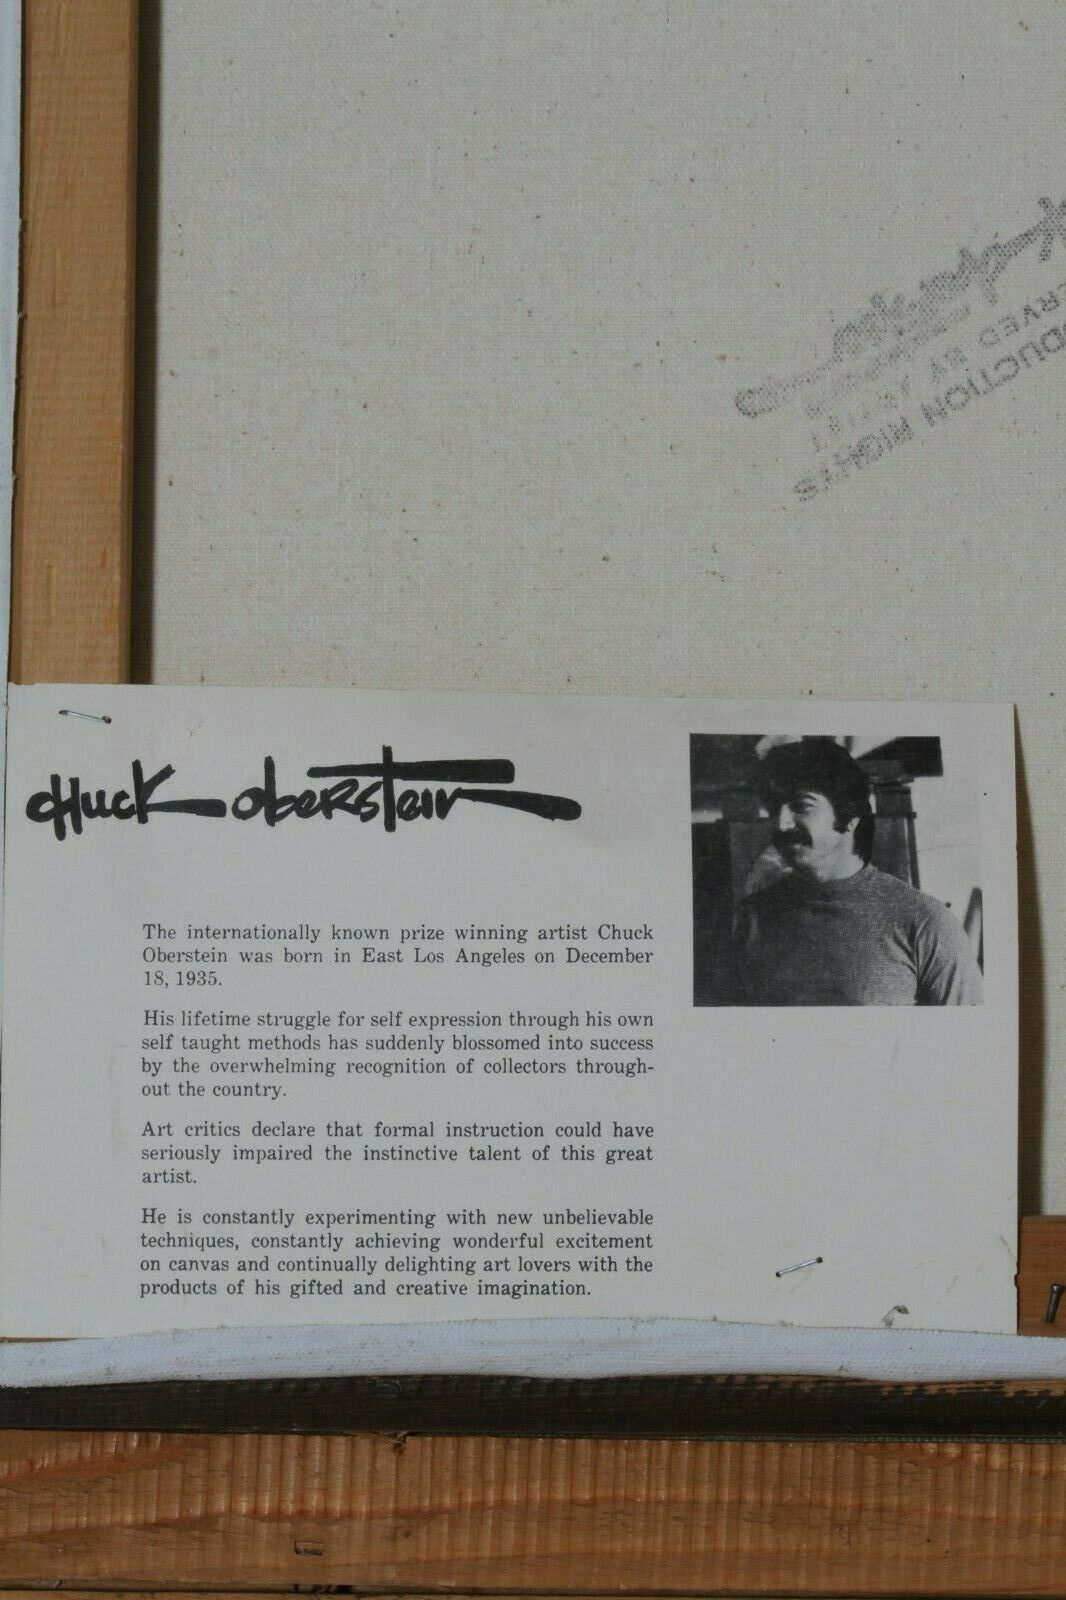 RVED BY
DUCTION RIGHTS
chuck oberstein
The internationally known prize winning artist Chuck
Oberstein was born in East Los Angeles on December
18, 1935.
His lifetime struggle for self expression through his own
self taught methods has suddenly blossomed into success
by the overwhelming recognition of collectors through-
out the country.
Art critics declare that formal instruction could have
seriously impaired the instinctive talent of this great
artist.
He is constantly experimenting with new unbelievable
techniques, constantly achieving wonderful excitement
on canvas and continually delighting art lovers with the
products of his gifted and creative imagination.